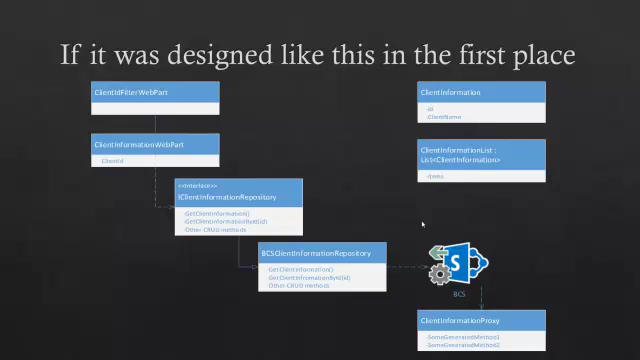 If it was designed like this in the first place
ClientIdFilterWebPart
ClientInformationWebPart
-ClientId
<<Interface>>
IClientInformationRepository
-GetClientInformation()
-GetClientInformationById(id)
-Other CRUD methods
BCSClientInformationRepository
-GetClientInformation()
-GetClientInfromationById(id)
-Other CRUD methods
ClientInformation
-id
-ClientName
ClientInformationList :
List<ClientInformation>
-Items
S
BCS
ClientInformationProxy
-SomeGeneratedMethod1
-SomeGeneratedMethod2